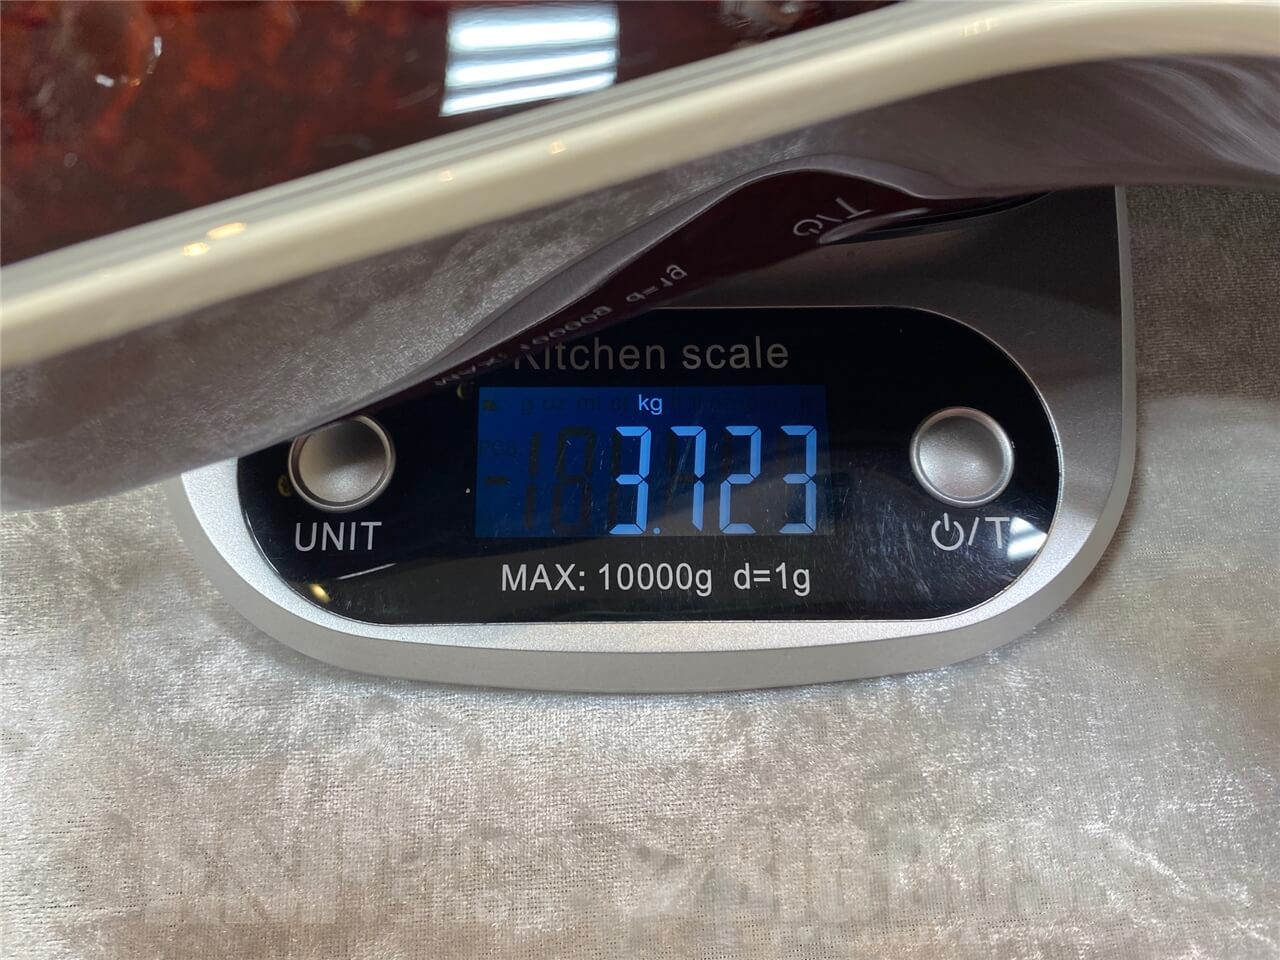 Kitchen scale
kg
3.723
UNIT
⏻/T
MAX: 10000g d=1g